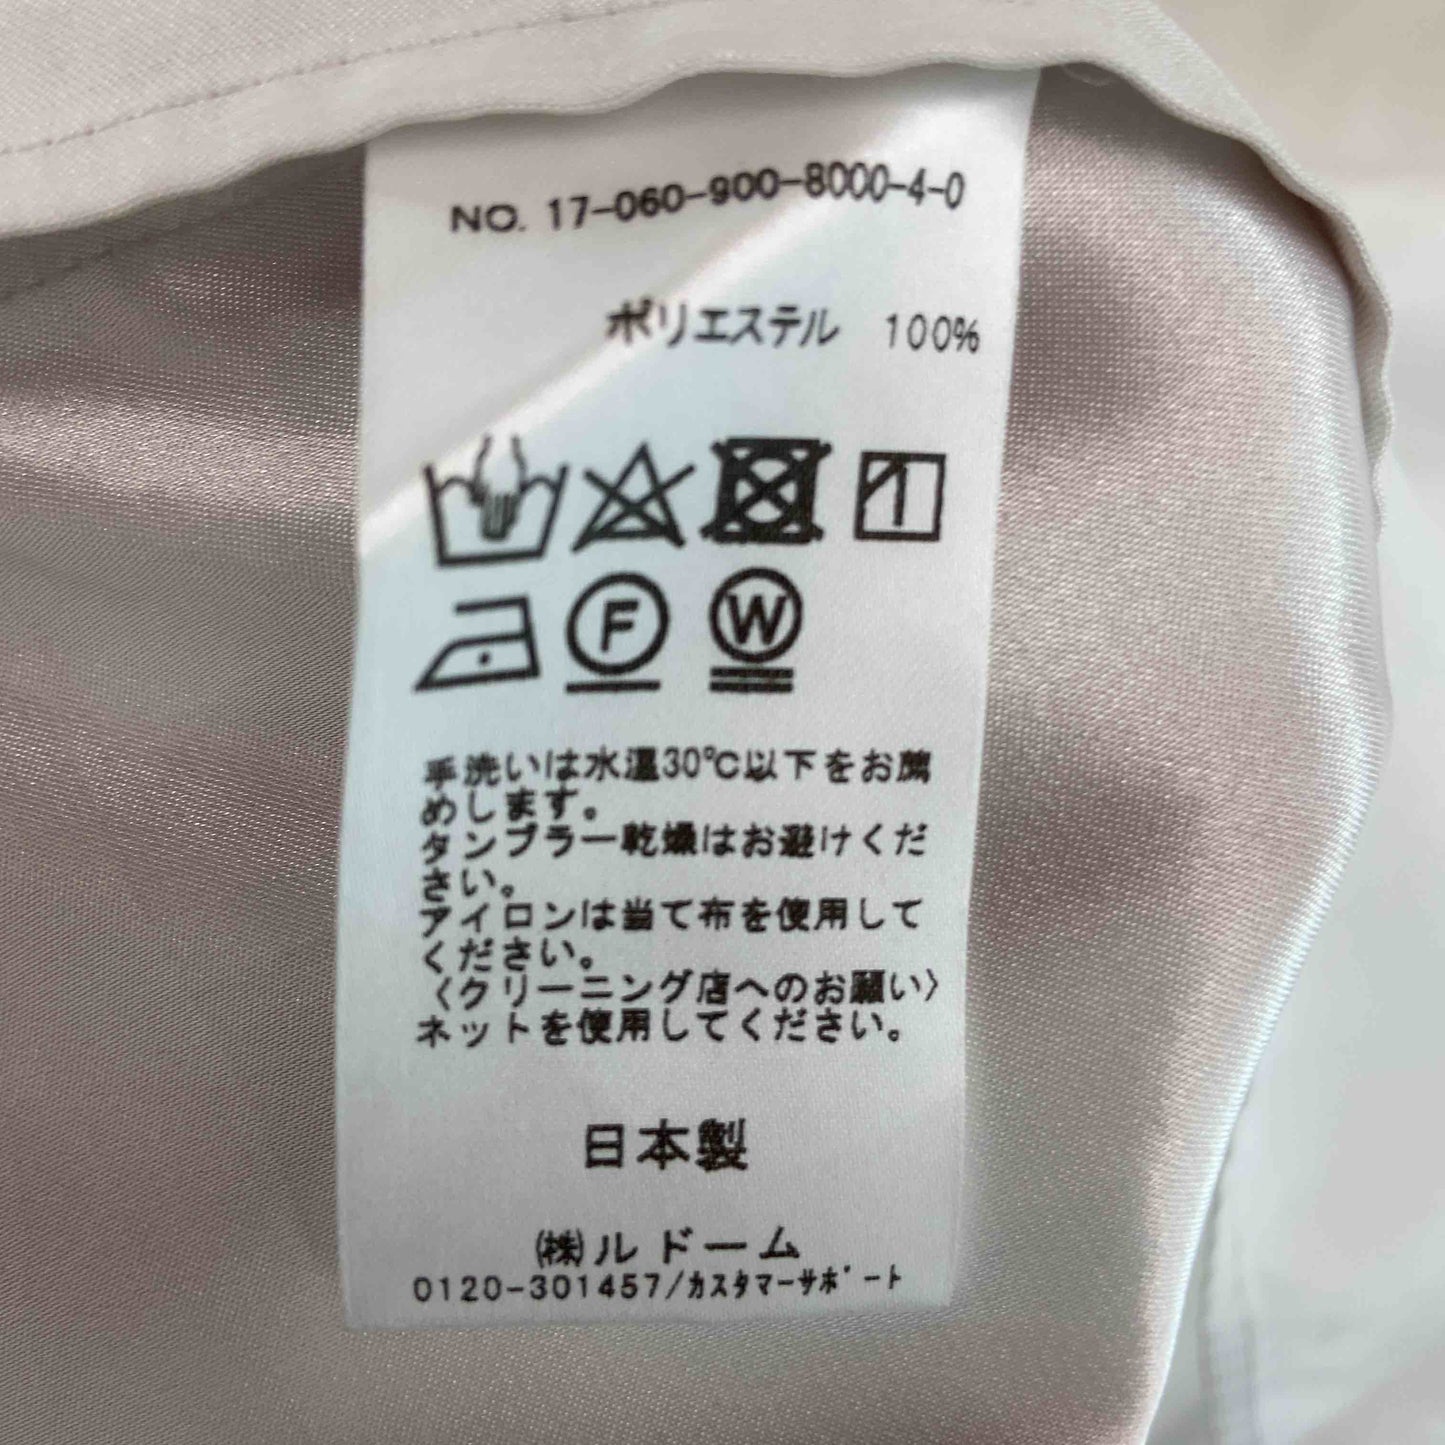 NO. 17-060-900-8000-4-0
ポリエステル 100%
F W
手洗いは水温30℃以下をお薦
めします。
タンブラー乾燥はお避けくだ
さい。
アイロンは当て布を使用して
ください。
〈クリーニング店へのお願い〉
ネットを使用してください。
日本製
(株)ルドーム
0120-301457/カスタマーサポート